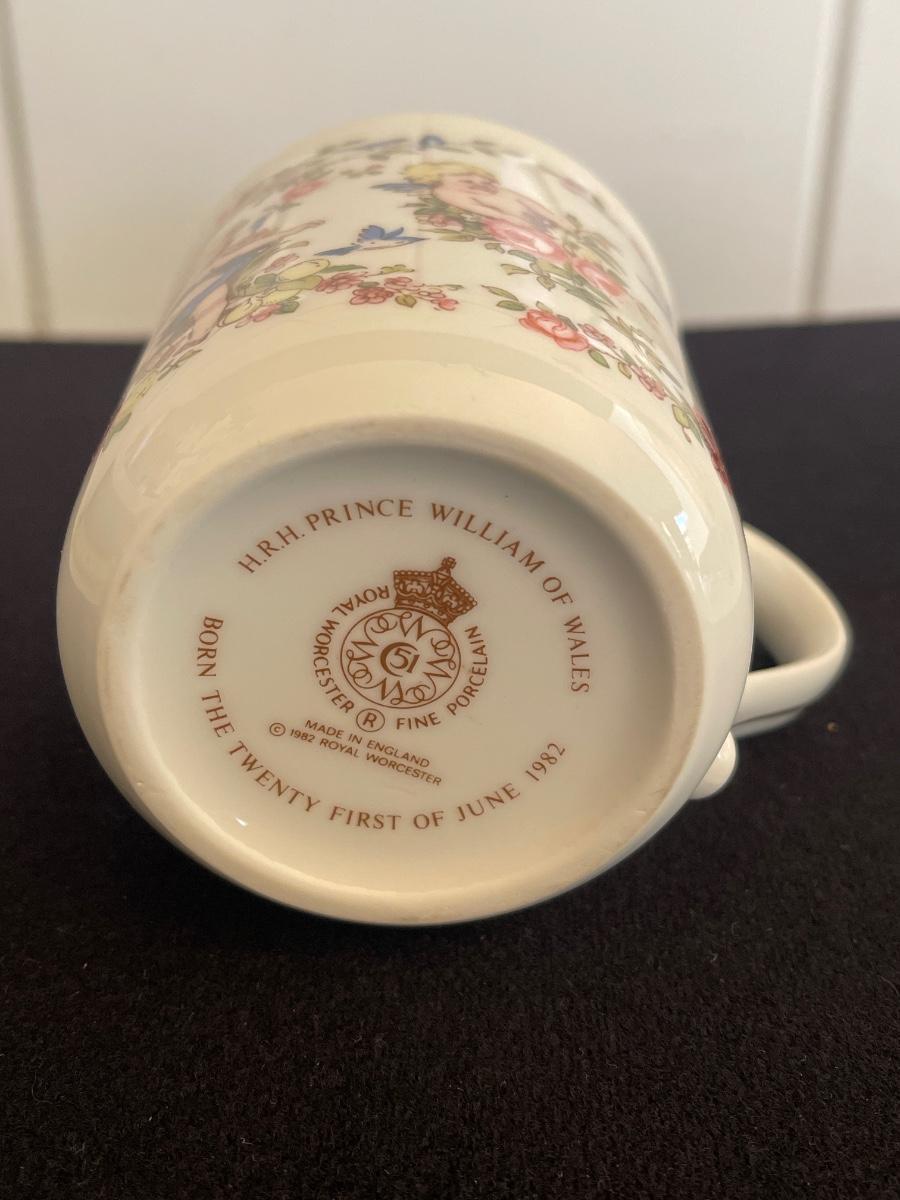 H.R.H. PRINCE WILLIAM OF WALES
ROYAL WORCESTER ® FINE PORCELAIN
51
MADE IN ENGLAND
© 1982 ROYAL WORCESTER
BORN THE TWENTY FIRST OF JUNE 1982